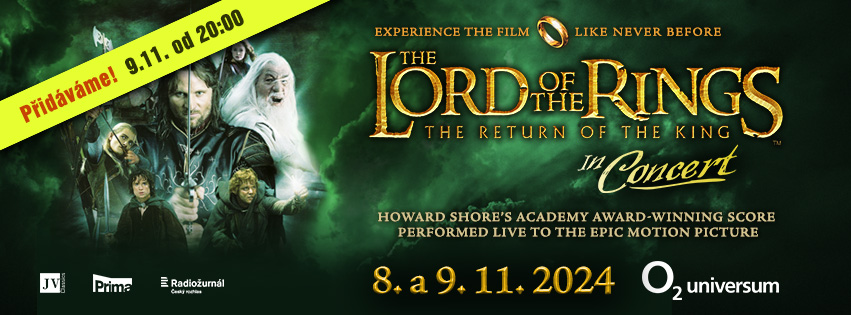 Přidáváme! 9.11. od 20:00
EXPERIENCE THE FILM LIKE NEVER BEFORE
THE
LORD OF THE RINGS
THE RETURN OF THE KING
TM
IN Concert
HOWARD SHORE'S ACADEMY AWARD-WINNING SCORE
PERFORMED LIVE TO THE EPIC MOTION PICTURE
8. a 9. 11. 2024
O2 universum
JV Classics
Prima
Radiožurnál
Český rozhlas